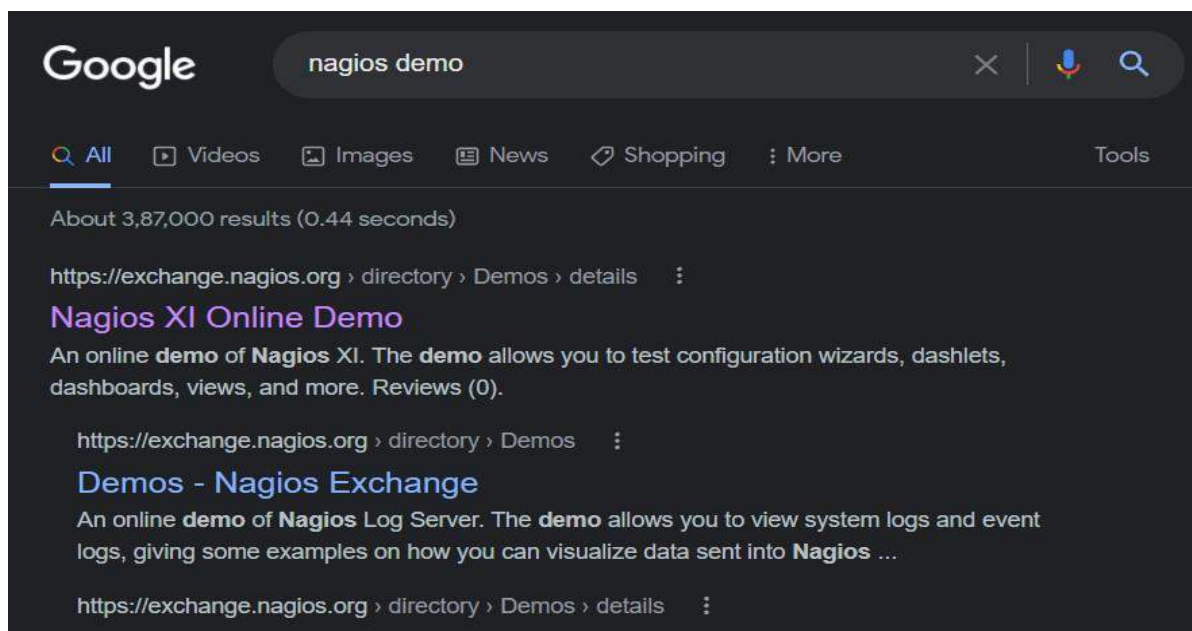 Google
nagios demo
All Videos Images News Shopping More Tools
About 3,87,000 results (0.44 seconds)
https://exchange.nagios.org › directory › Demos › details
Nagios XI Online Demo
An online demo of Nagios XI. The demo allows you to test configuration wizards, dashlets,
dashboards, views, and more. Reviews (0).
https://exchange.nagios.org › directory › Demos
Demos - Nagios Exchange
An online demo of Nagios Log Server. The demo allows you to view system logs and event
logs, giving some examples on how you can visualize data sent into Nagios ...
https://exchange.nagios.org › directory › Demos › details